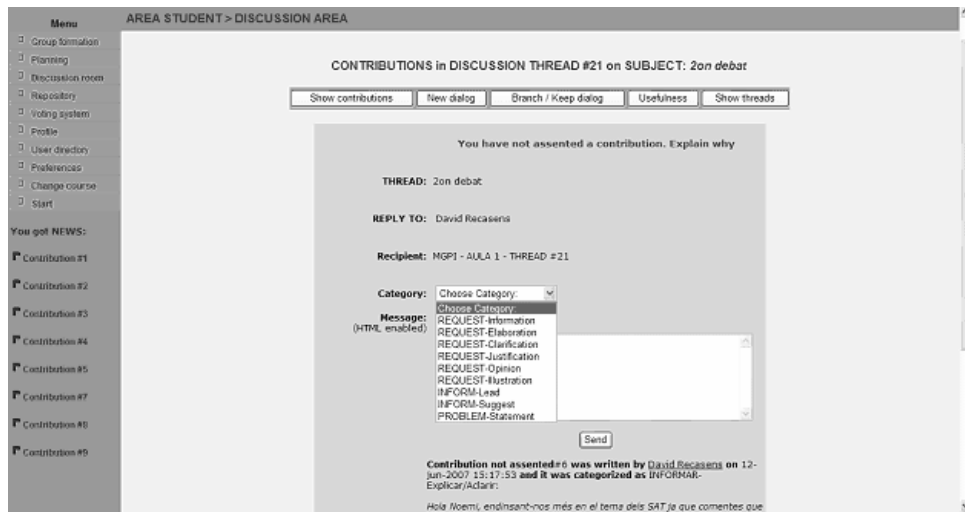 Menu
Group formation
Planning
Discussion room
Repository
Voting system
Profile
User directory
Preferences
Change course
Start
You got NEWS:
Contribution #1
Contribution #2
Contribution #3
Contribution #4
Contribution #5
Contribution #7
Contribution #8
Contribution #9
AREA STUDENT > DISCUSSION AREA
CONTRIBUTIONS in DISCUSSION THREAD #21 on SUBJECT: 2on debat
Show contributions New dialog Branch / Keep dialog Usefulness Show threads
You have not assented a contribution. Explain why
THREAD: 2on debat
REPLY TO: David Recasens
Recipient: MGPI - AULA 1 - THREAD #21
Category: Choose Category:
Choose Category:
REQUEST-Information
REQUEST-Elaboration
REQUEST-Clarification
REQUEST-Justification
REQUEST-Opinion
REQUEST-Illustration
INFORM-Lead
INFORM-Suggest
PROBLEM-Statement
Message:
(HTML enabled)
Send
Contribution not assented#6 was written by David Recasens on 12-
jun-2007 15:17:53 and it was categorized as INFORMAR-
Explicar/Aclarir:
Hola Noemi, endinsant-nos més en el tema dels SAT ja que comentes que